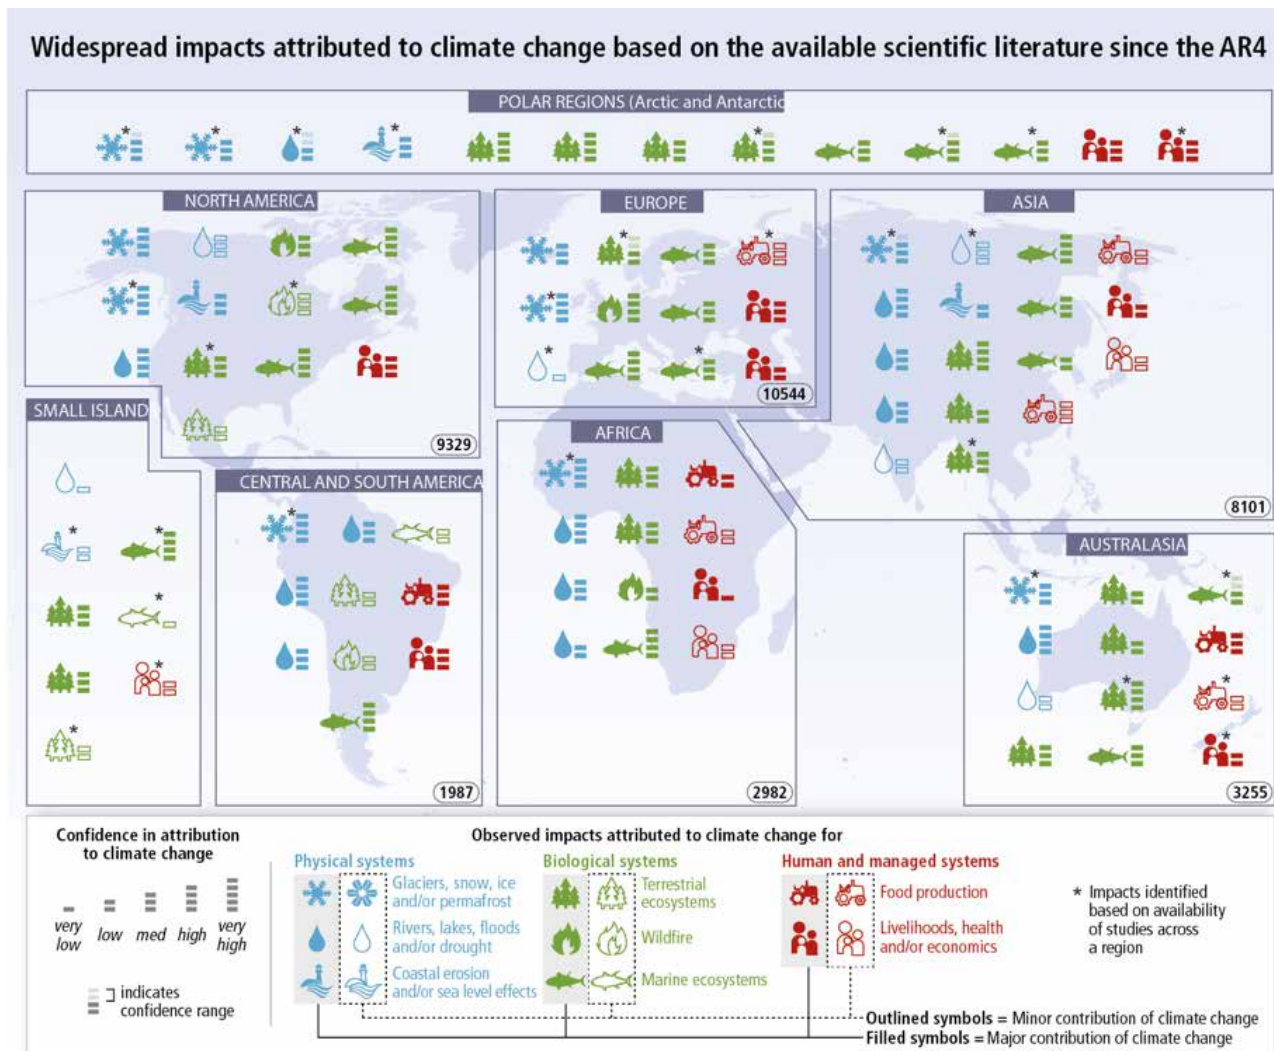 Widespread impacts attributed to climate change based on the available scientific literature since the AR4
POLAR REGIONS (Arctic and Antarctic
* * * * * * * *
NORTH AMERICA
* * *
9329
EUROPE
* * * * *
10544
ASIA
* * *
8101
SMALL ISLAND
* * * * *
CENTRAL AND SOUTH AMERICA
*
1987
AFRICA
*
2982
AUSTRALASIA
* * * * *
3255
Confidence in attribution
to climate change
very low
low
med
high
very high
indicates
confidence range
Observed impacts attributed to climate change for
Physical systems
Glaciers, snow, ice
and/or permafrost
Rivers, lakes, floods
and/or drought
Coastal erosion
and/or sea level effects
Biological systems
Terrestrial
ecosystems
Wildfire
Marine ecosystems
Human and managed systems
Food production
Livelihoods, health
and/or economics
* Impacts identified
based on availability
of studies across
a region
Outlined symbols = Minor contribution of climate change
Filled symbols = Major contribution of climate change